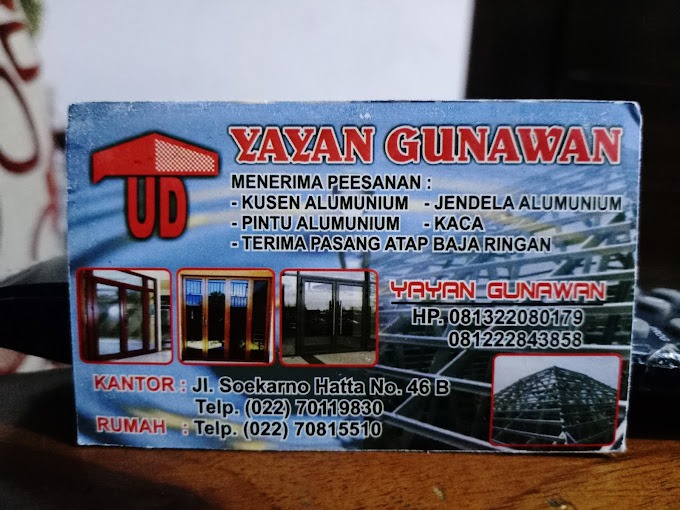 UD
YAYAN GUNAWAN
MENERIMA PEESANAN :
- KUSEN ALUMUNIUM - JENDELA ALUMUNIUM
- PINTU ALUMUNIUM - KACA
- TERIMA PASANG ATAP BAJA RINGAN
YAYAN GUNAWAN
HP. 081322080179
081222843858
KANTOR : Jl. Soekarno Hatta No. 46 B
Telp. (022) 70119830
RUMAH : Telp. (022) 70815510